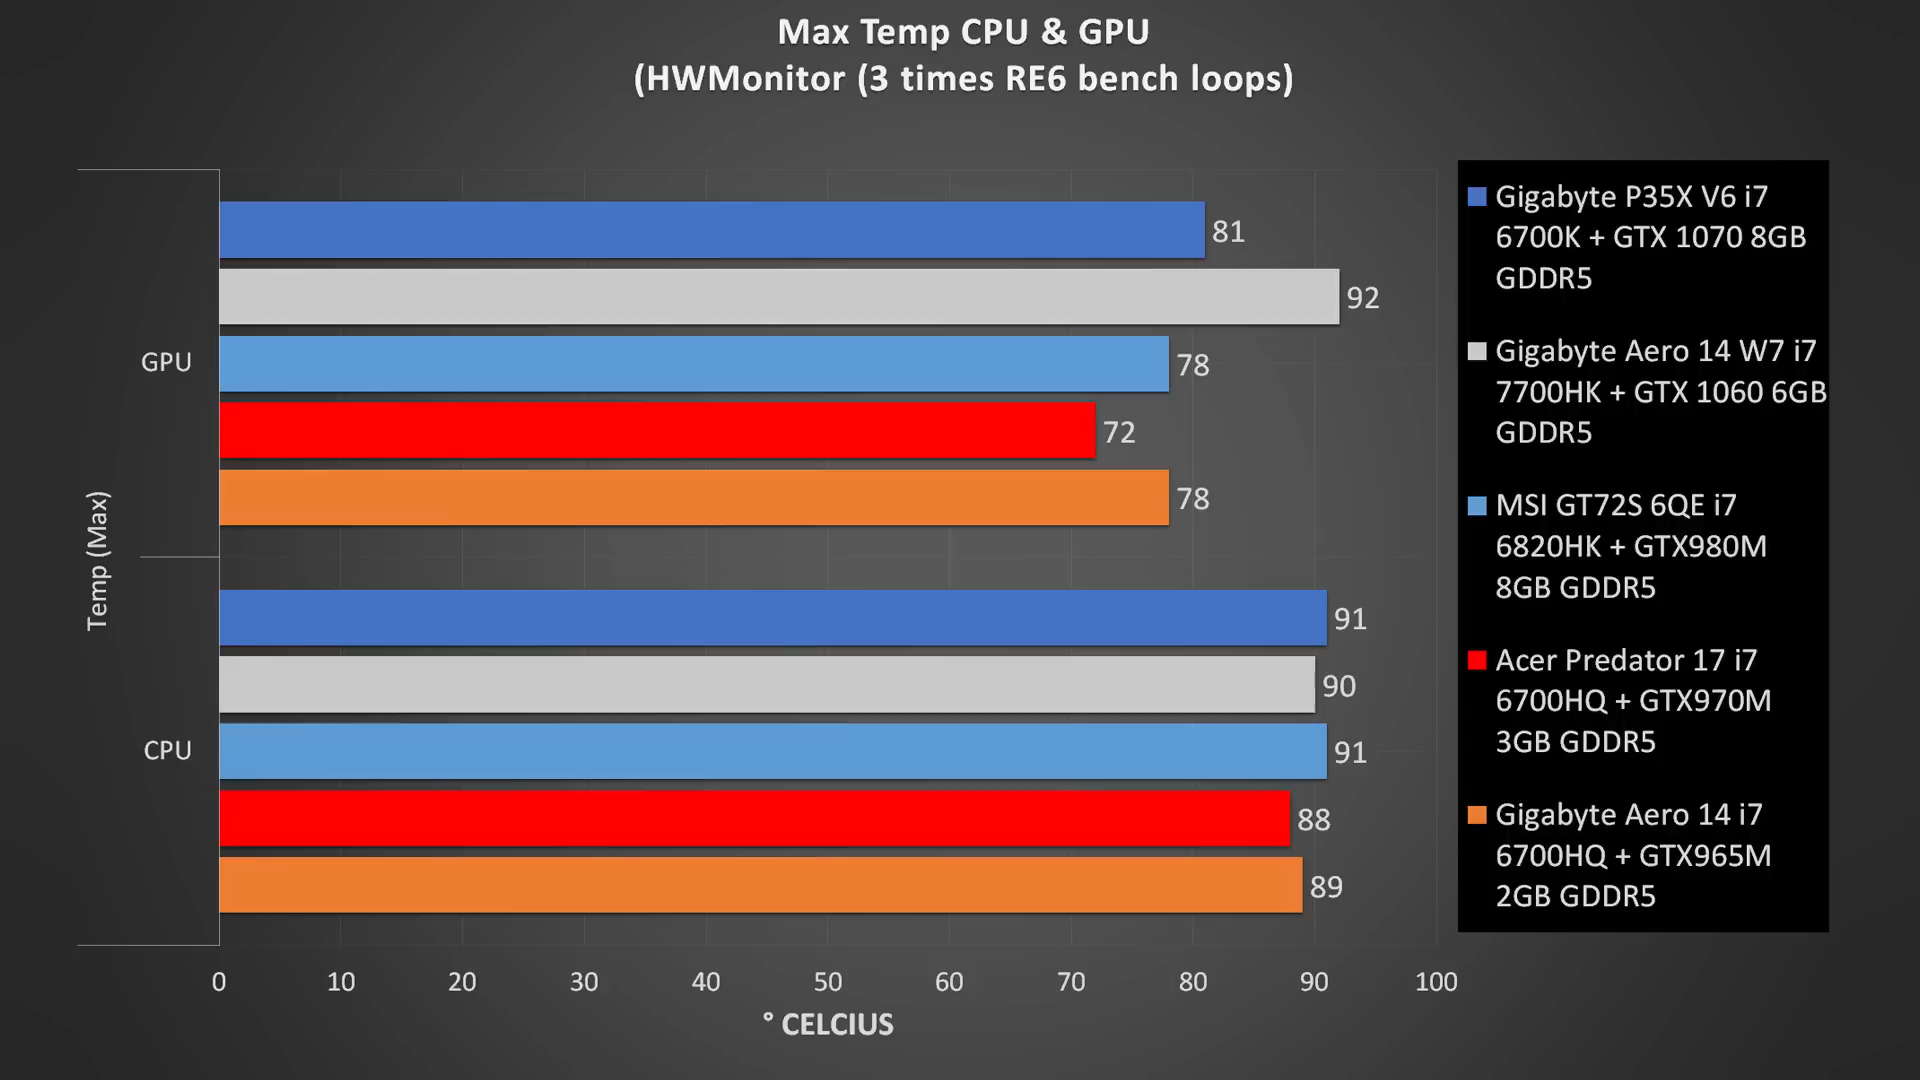 Max Temp CPU & GPU
(HWMonitor (3 times RE6 bench loops)
Temp (Max)
GPU
81
92
78
72
78
CPU
91
90
91
88
89
0 10 20 30 40 50 60 70 80 90 100
° CELCIUS
Gigabyte P35X V6 i7
6700K + GTX 1070 8GB
GDDR5
Gigabyte Aero 14 W7 i7
7700HK + GTX 1060 6GB
GDDR5
MSI GT72S 6QE i7
6820HK + GTX980M
8GB GDDR5
Acer Predator 17 i7
6700HQ + GTX970M
3GB GDDR5
Gigabyte Aero 14 i7
6700HQ + GTX965M
2GB GDDR5